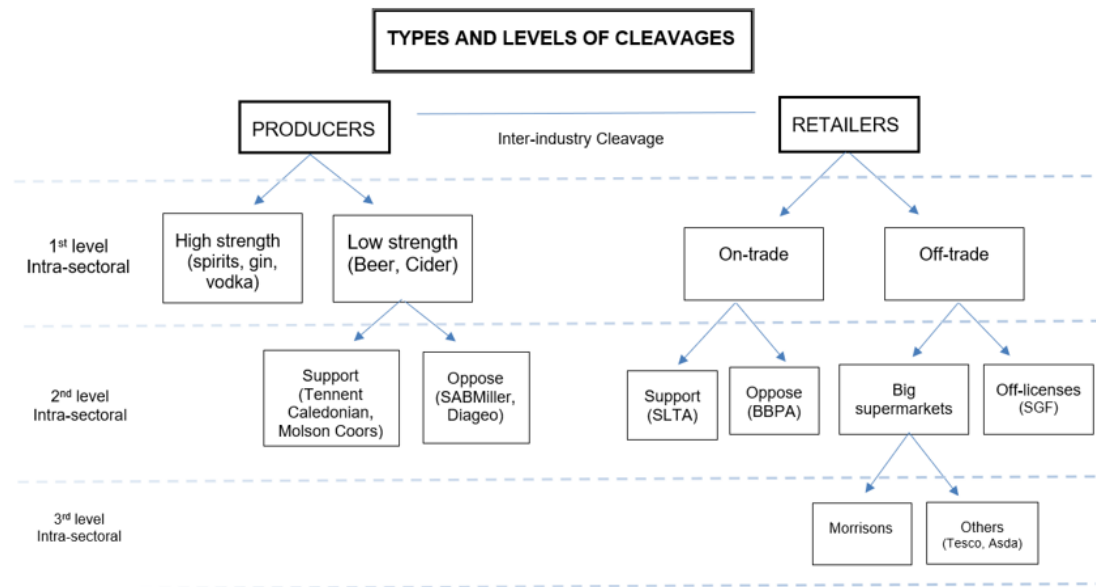 TYPES AND LEVELS OF CLEAVAGES
PRODUCERS
Inter-industry Cleavage
RETAILERS
1st level
Intra-sectoral
High strength
(spirits, gin,
vodka)
Low strength
(Beer, Cider)
On-trade
Off-trade
2nd level
Intra-sectoral
Support
(Tennent
Caledonian,
Molson Coors)
Oppose
(SABMiller,
Diageo)
Support
(SLTA)
Oppose
(BBPA)
Big
supermarkets
Off-licenses
(SGF)
3rd level
Intra-sectoral
Morrisons
Others
(Tesco, Asda)